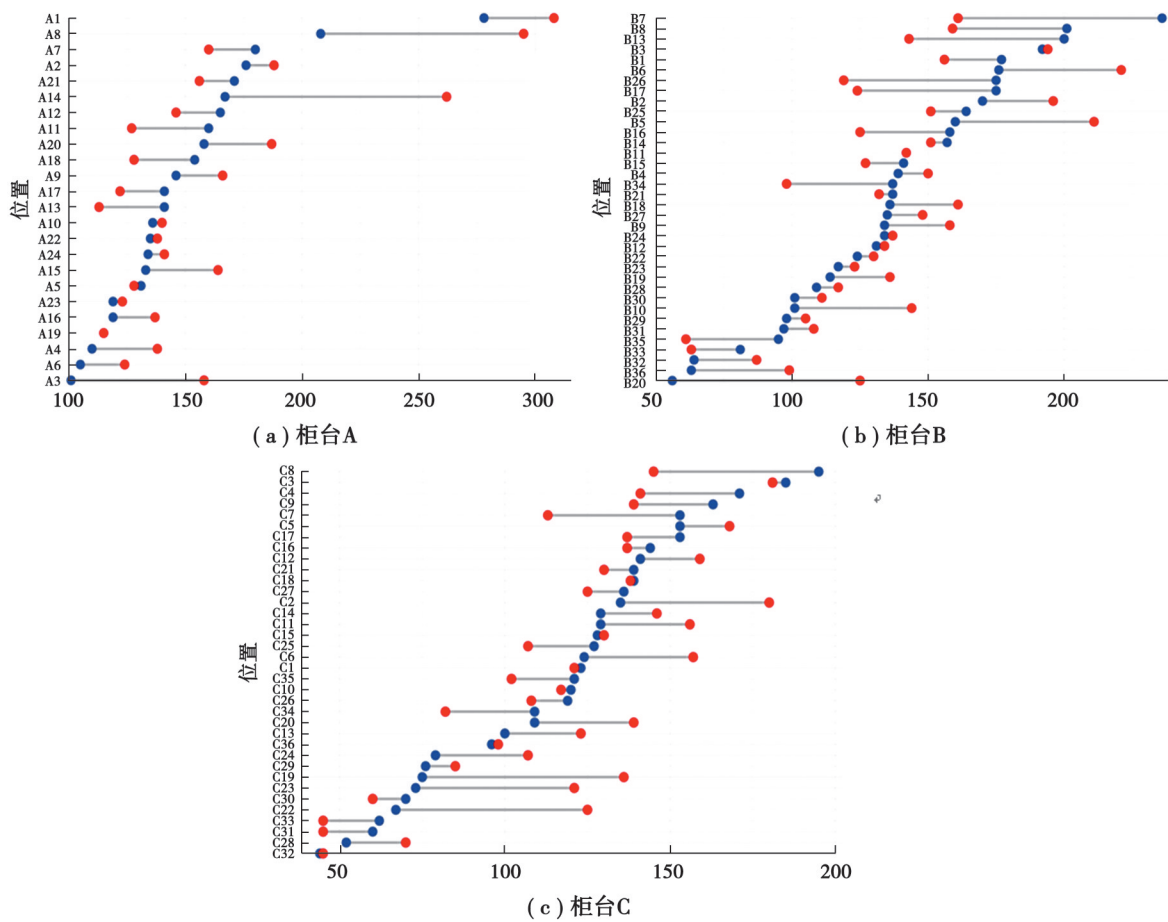 位置
A1
A8
A7
A2
A21
A14
A12
A11
A20
A18
A9
A17
A13
A10
A22
A24
A15
A5
A23
A16
A19
A4
A6
A3
100 150 200 250 300
(a)柜台A
位置
B7
B8
B13
B3
B1
B6
B26
B17
B2
B25
B5
B16
B14
B11
B15
B4
B34
B21
B18
B27
B9
B24
B12
B22
B23
B19
B28
B30
B10
B29
B31
B35
B33
B32
B36
B20
50 100 150 200
(b)柜台B
位置
C8
C3
C4
C9
C7
C5
C17
C16
C12
C21
C18
C27
C2
C14
C11
C15
C25
C6
C1
C35
C10
C26
C34
C20
C13
C36
C24
C29
C19
C23
C30
C22
C33
C31
C28
C32
50 100 150 200
(c)柜台C